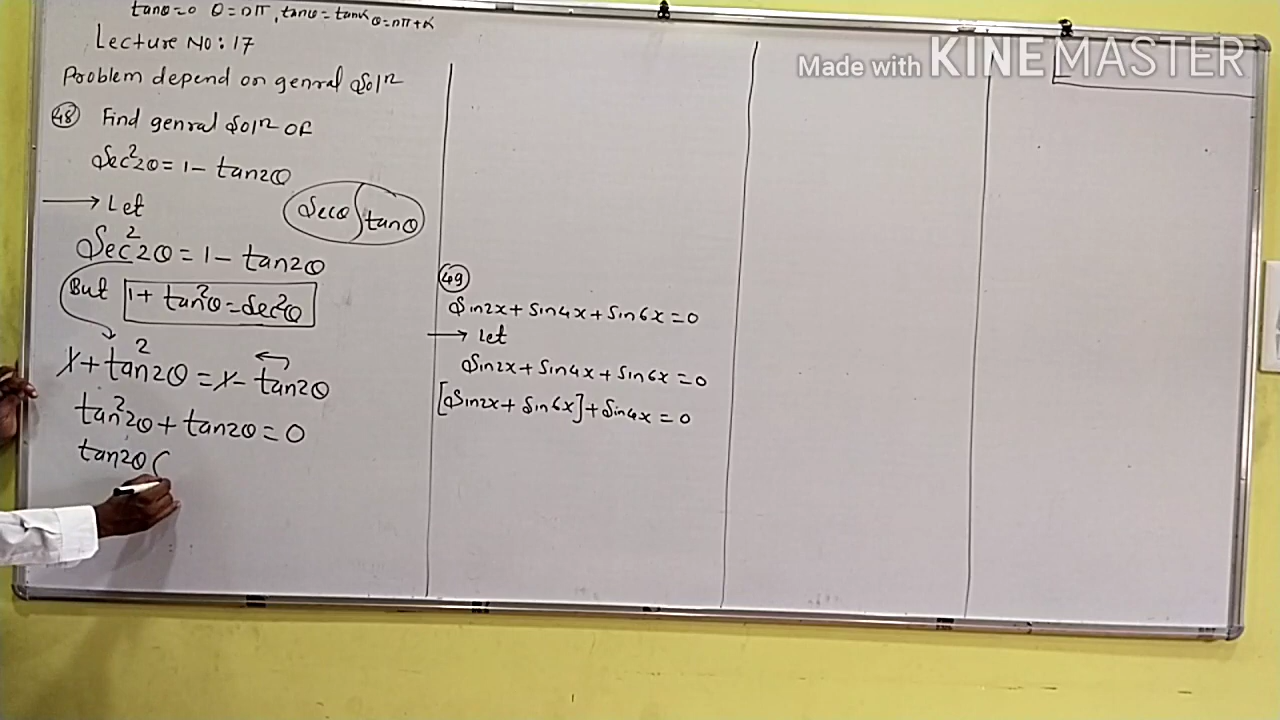 tanθ=0 θ=nπ, tanθ=tanα θ=nπ+α
Lecture No: 17
Problem depend on genral Solⁿ
48 Find genral Solⁿ of
Sec²2θ = 1 - tan2θ
→ Let
Secθ tanθ
Sec²2θ = 1 - tan2θ
But 1 + tan²θ = Sec²θ
1 + tan²2θ = 1 - tan2θ
tan²2θ + tan2θ = 0
tan2θ (
49
Sin2x + Sin4x + Sin6x = 0
→ Let
Sin2x + Sin4x + Sin6x = 0
[Sin2x + Sin6x] + Sin4x = 0
Made with KINEMASTER